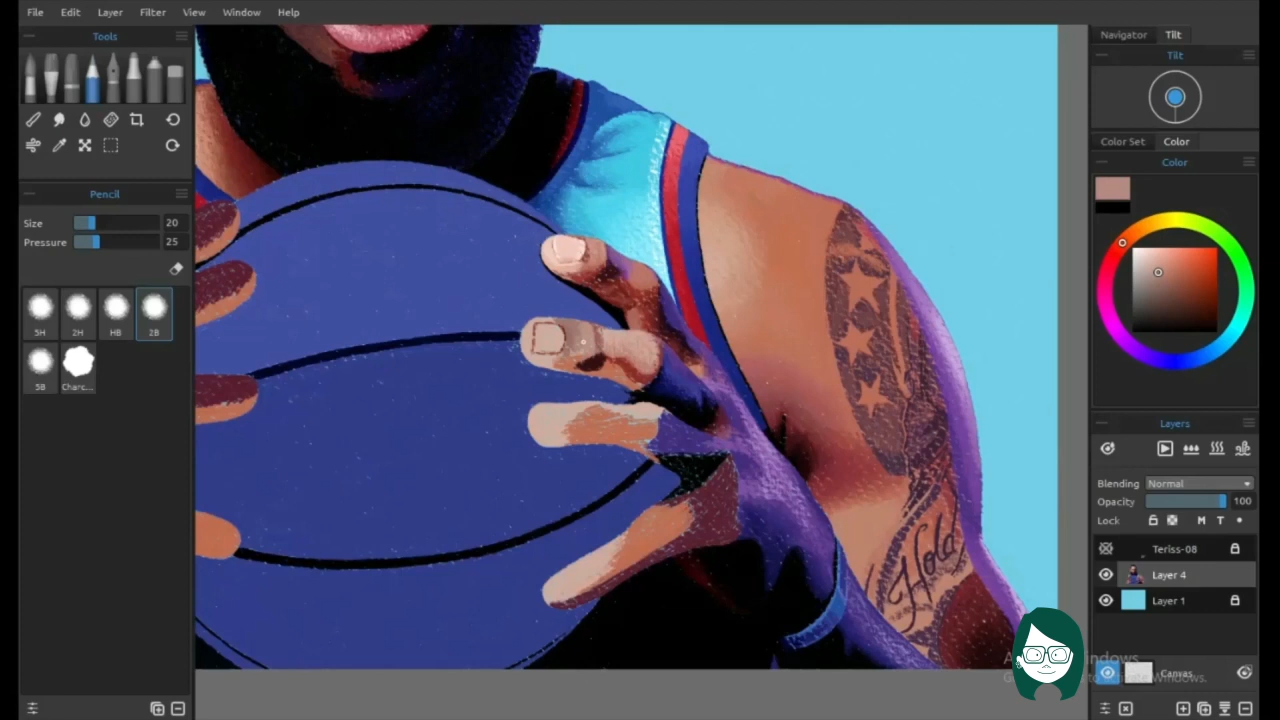 File Edit Layer Filter View Window Help
Tools
Pencil
Size 20
Pressure 25
5H 2H HB 2B
5B Charc...
Hold
Navigator Tilt
Tilt
Color Set Color
Color
Layers
Blending Normal
Opacity 100
Lock M T
Teriss-08
Layer 4
Layer 1
Canvas